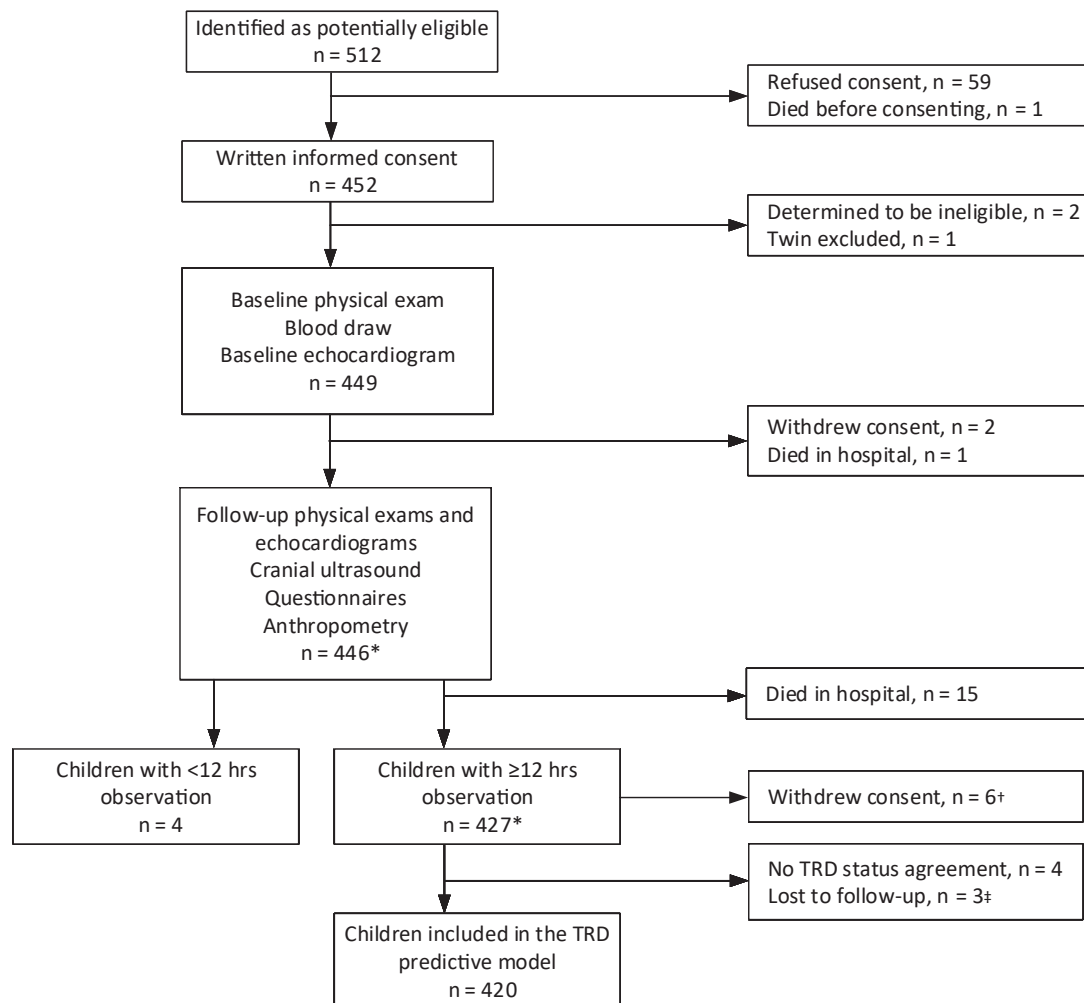 Identified as potentially eligible
n = 512
Refused consent, n = 59
Died before consenting, n = 1
Written informed consent
n = 452
Determined to be ineligible, n = 2
Twin excluded, n = 1
Baseline physical exam
Blood draw
Baseline echocardiogram
n = 449
Withdrew consent, n = 2
Died in hospital, n = 1
Follow-up physical exams and
echocardiograms
Cranial ultrasound
Questionnaires
Anthropometry
n = 446*
Died in hospital, n = 15
Children with <12 hrs
observation
n = 4
Children with ≥12 hrs
observation
n = 427*
Withdrew consent, n = 6†
No TRD status agreement, n = 4
Lost to follow-up, n = 3‡
Children included in the TRD
predictive model
n = 420